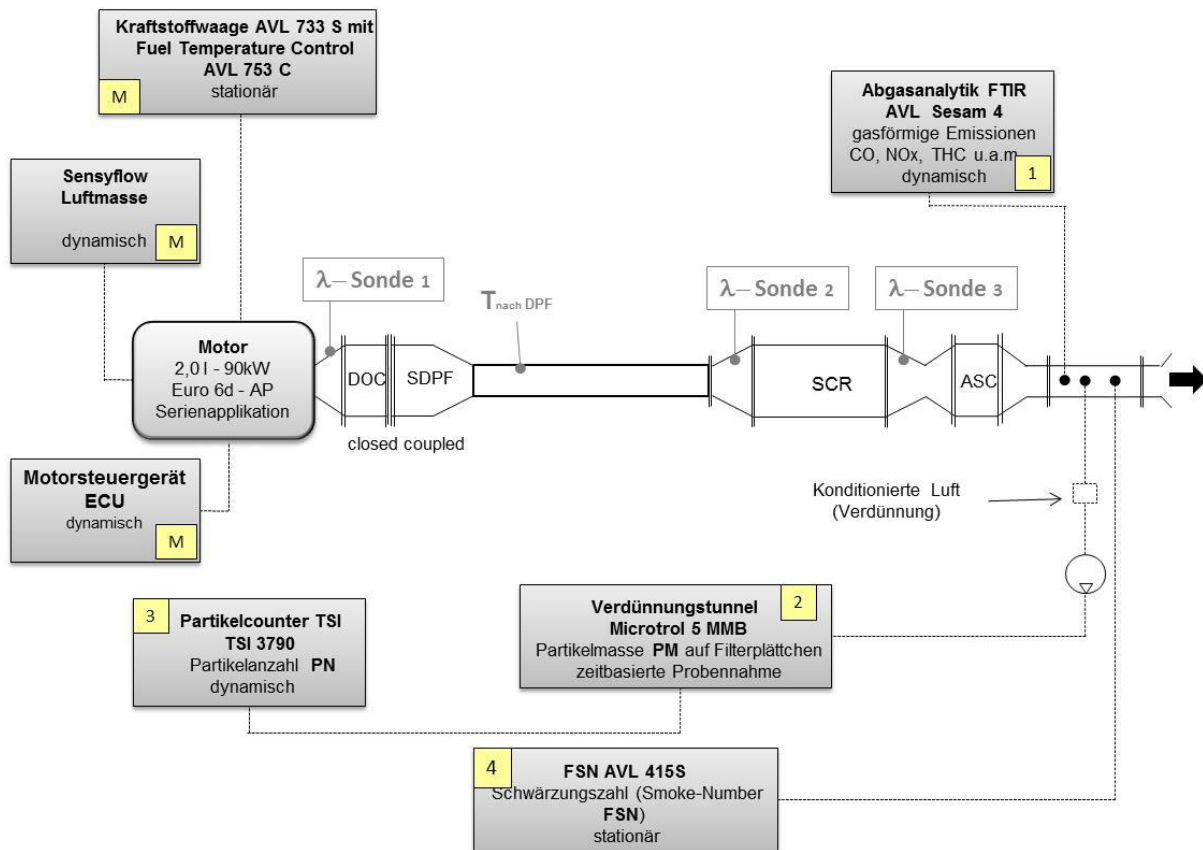 Kraftstoffwaage AVL 733 S mit
Fuel Temperature Control
AVL 753 C
stationär
M
Abgasanalytik FTIR
AVL Sesam 4
gasförmige Emissionen
CO, NOx, THC u.a.m.
dynamisch
1
Sensyflow
Luftmasse
dynamisch
M
λ— Sonde 1
T nach DPF
λ— Sonde 2
λ— Sonde 3
Motor
2,0 l - 90kW
Euro 6d - AP
Serienapplikation
DOC
SDPF
SCR
ASC
closed coupled
Motorsteuergerät
ECU
dynamisch
M
Konditionierte Luft
(Verdünnung)
3
Partikelcounter TSI
TSI 3790
Partikelanzahl PN
dynamisch
2
Verdünnungstunnel
Microtrol 5 MMB
Partikelmasse PM auf Filterplättchen
zeitbasierte Probennahme
4
FSN AVL 415S
Schwärzungszahl (Smoke-Number
FSN)
stationär